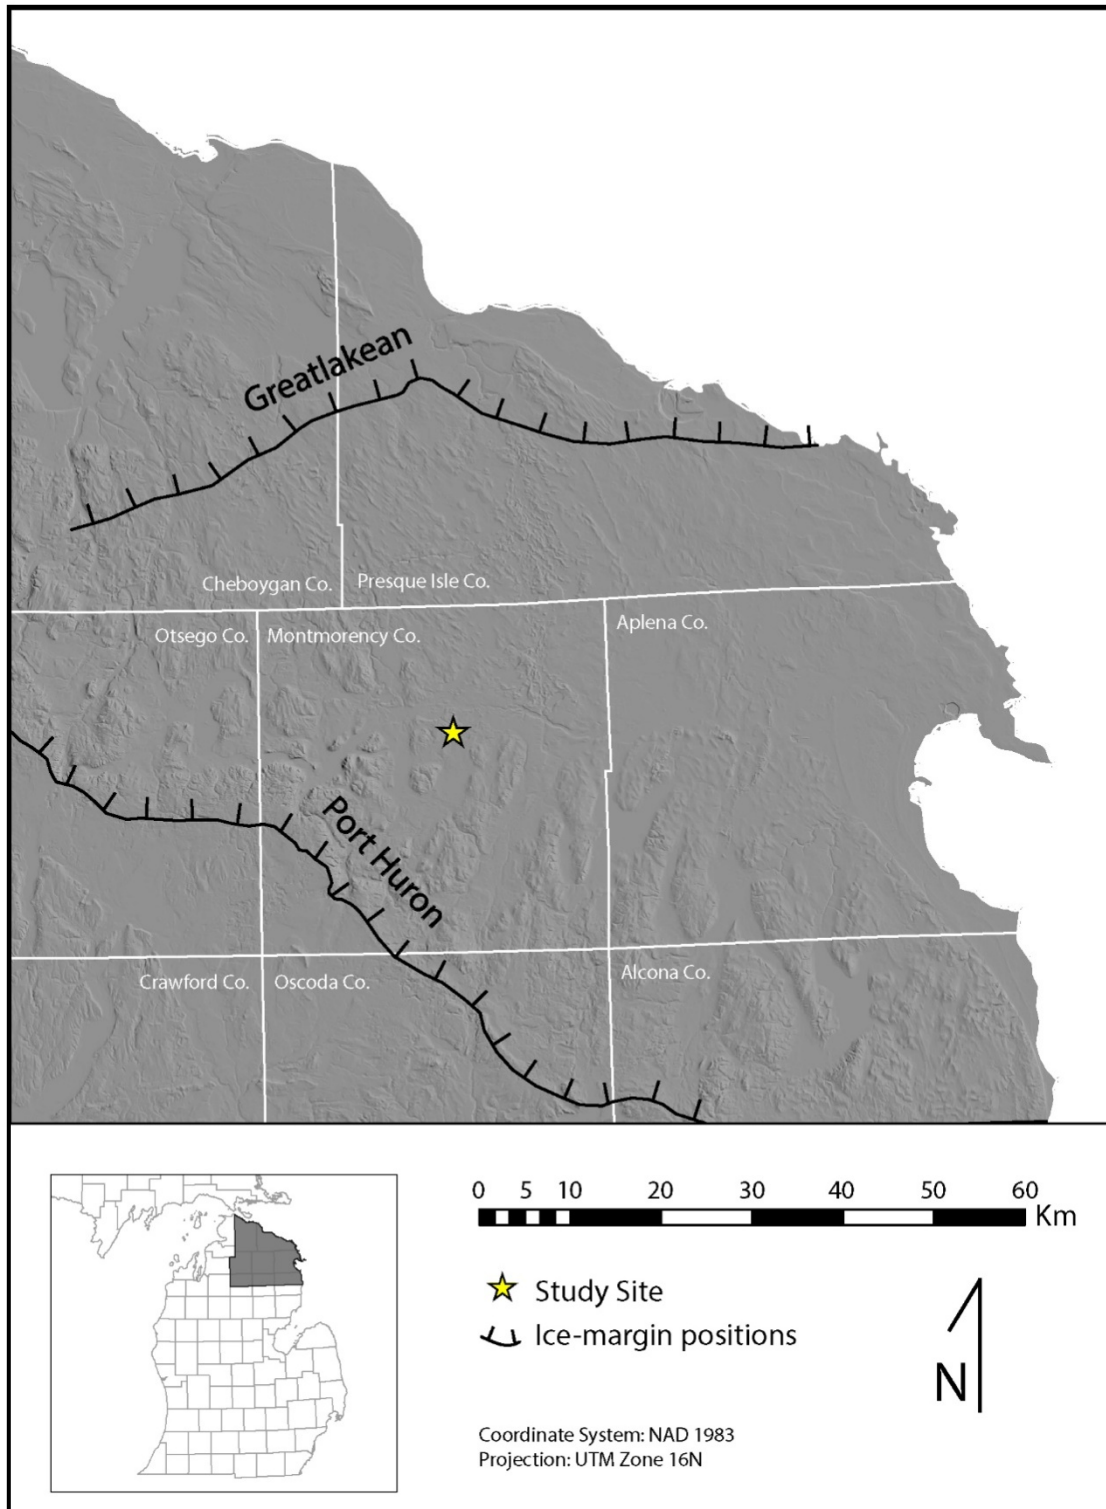 Greatlakean
Cheboygan Co.
Presque Isle Co.
Otsego Co.
Montmorency Co.
Aplena Co.
Port Huron
Crawford Co.
Oscoda Co.
Alcona Co.
0 5 10 20 30 40 50 60
Km
Study Site
Ice-margin positions
N
Coordinate System: NAD 1983
Projection: UTM Zone 16N